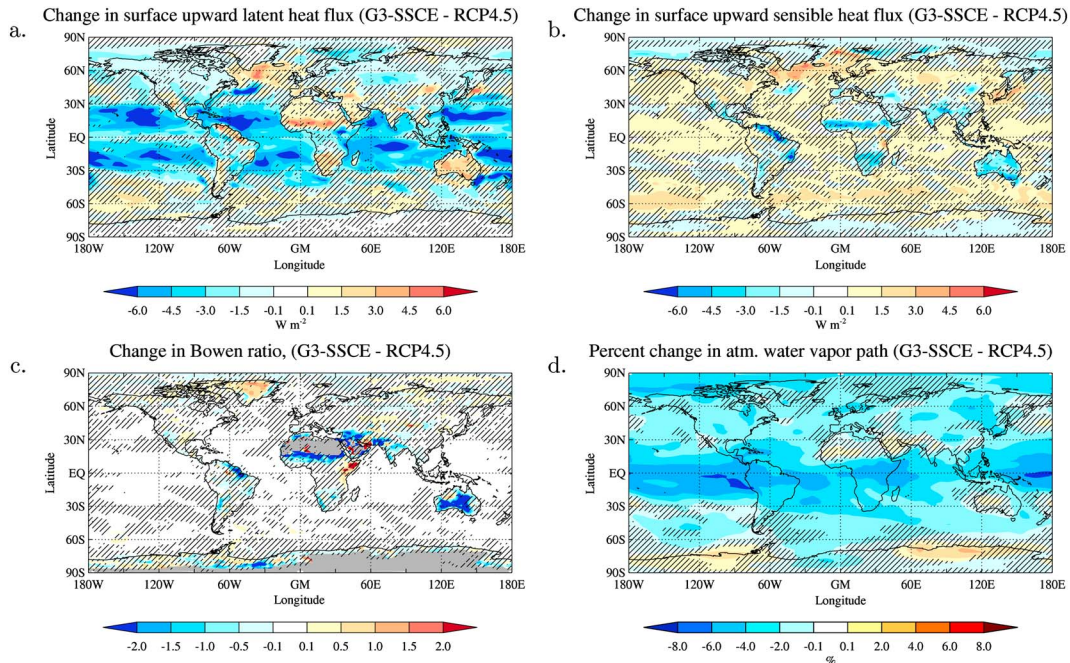 Change in surface upward latent heat flux (G3-SSCE - RCP4.5)
a.
90N
60N
30N
EQ
30S
60S
90S
Latitude
180W 120W 60W GM 60E 120E 180E
Longitude
-6.0 -4.5 -3.0 -1.5 -0.1 0.1 1.5 3.0 4.5 6.0
W m-2
Change in surface upward sensible heat flux (G3-SSCE - RCP4.5)
b.
90N
60N
30N
EQ
30S
60S
90S
Latitude
180W 120W 60W GM 60E 120E 180E
Longitude
-6.0 -4.5 -3.0 -1.5 -0.1 0.1 1.5 3.0 4.5 6.0
W m-2
Change in Bowen ratio, (G3-SSCE - RCP4.5)
c.
90N
60N
30N
EQ
30S
60S
90S
Latitude
180W 120W 60W GM 60E 120E 180E
Longitude
-2.0 -1.5 -1.0 -0.5 -0.1 0.1 0.5 1.0 1.5 2.0
Percent change in atm. water vapor path (G3-SSCE - RCP4.5)
d.
90N
60N
30N
EQ
30S
60S
90S
Latitude
180W 120W 60W GM 60E 120E 180E
Longitude
-8.0 -6.0 -4.0 -2.0 -0.1 0.1 2.0 4.0 6.0 8.0
%